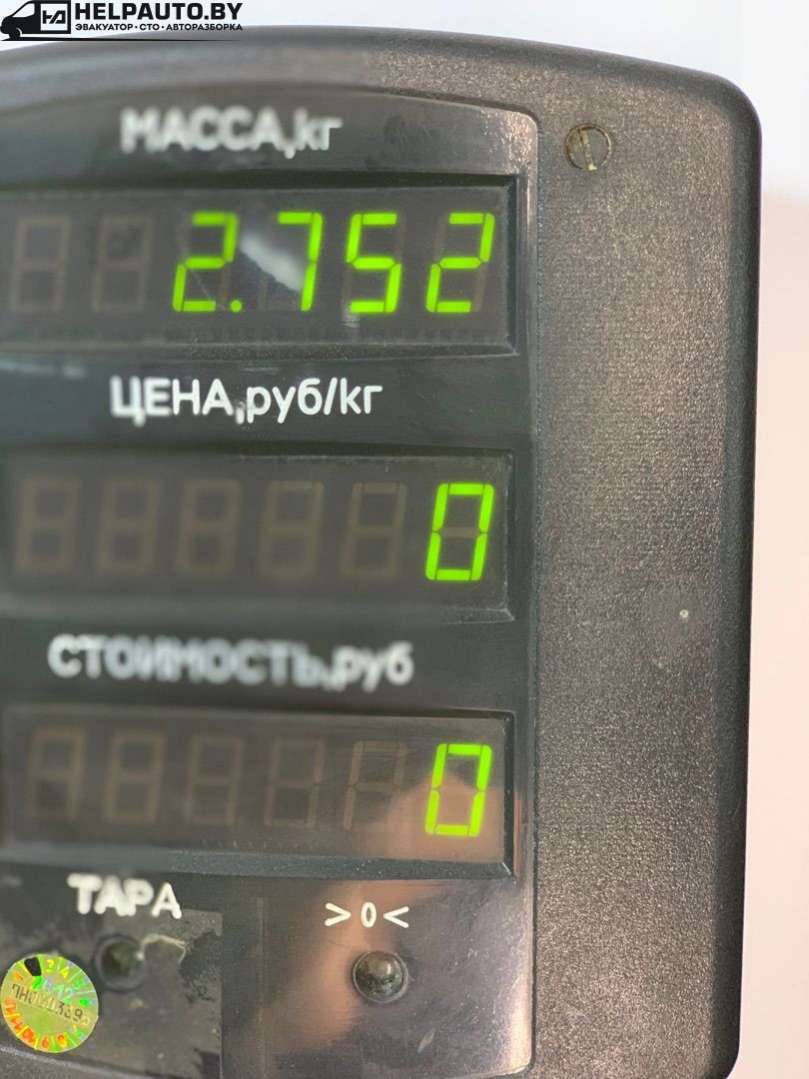 HELPAUTO.BY
ЭВАКУАТОР·СТО·АВТОРАЗБОРКА
МАССА,кг
2.752
ЦЕНА,руб/кг
0
СТОИМОСТЬ,руб
0
ТАРА
>0<